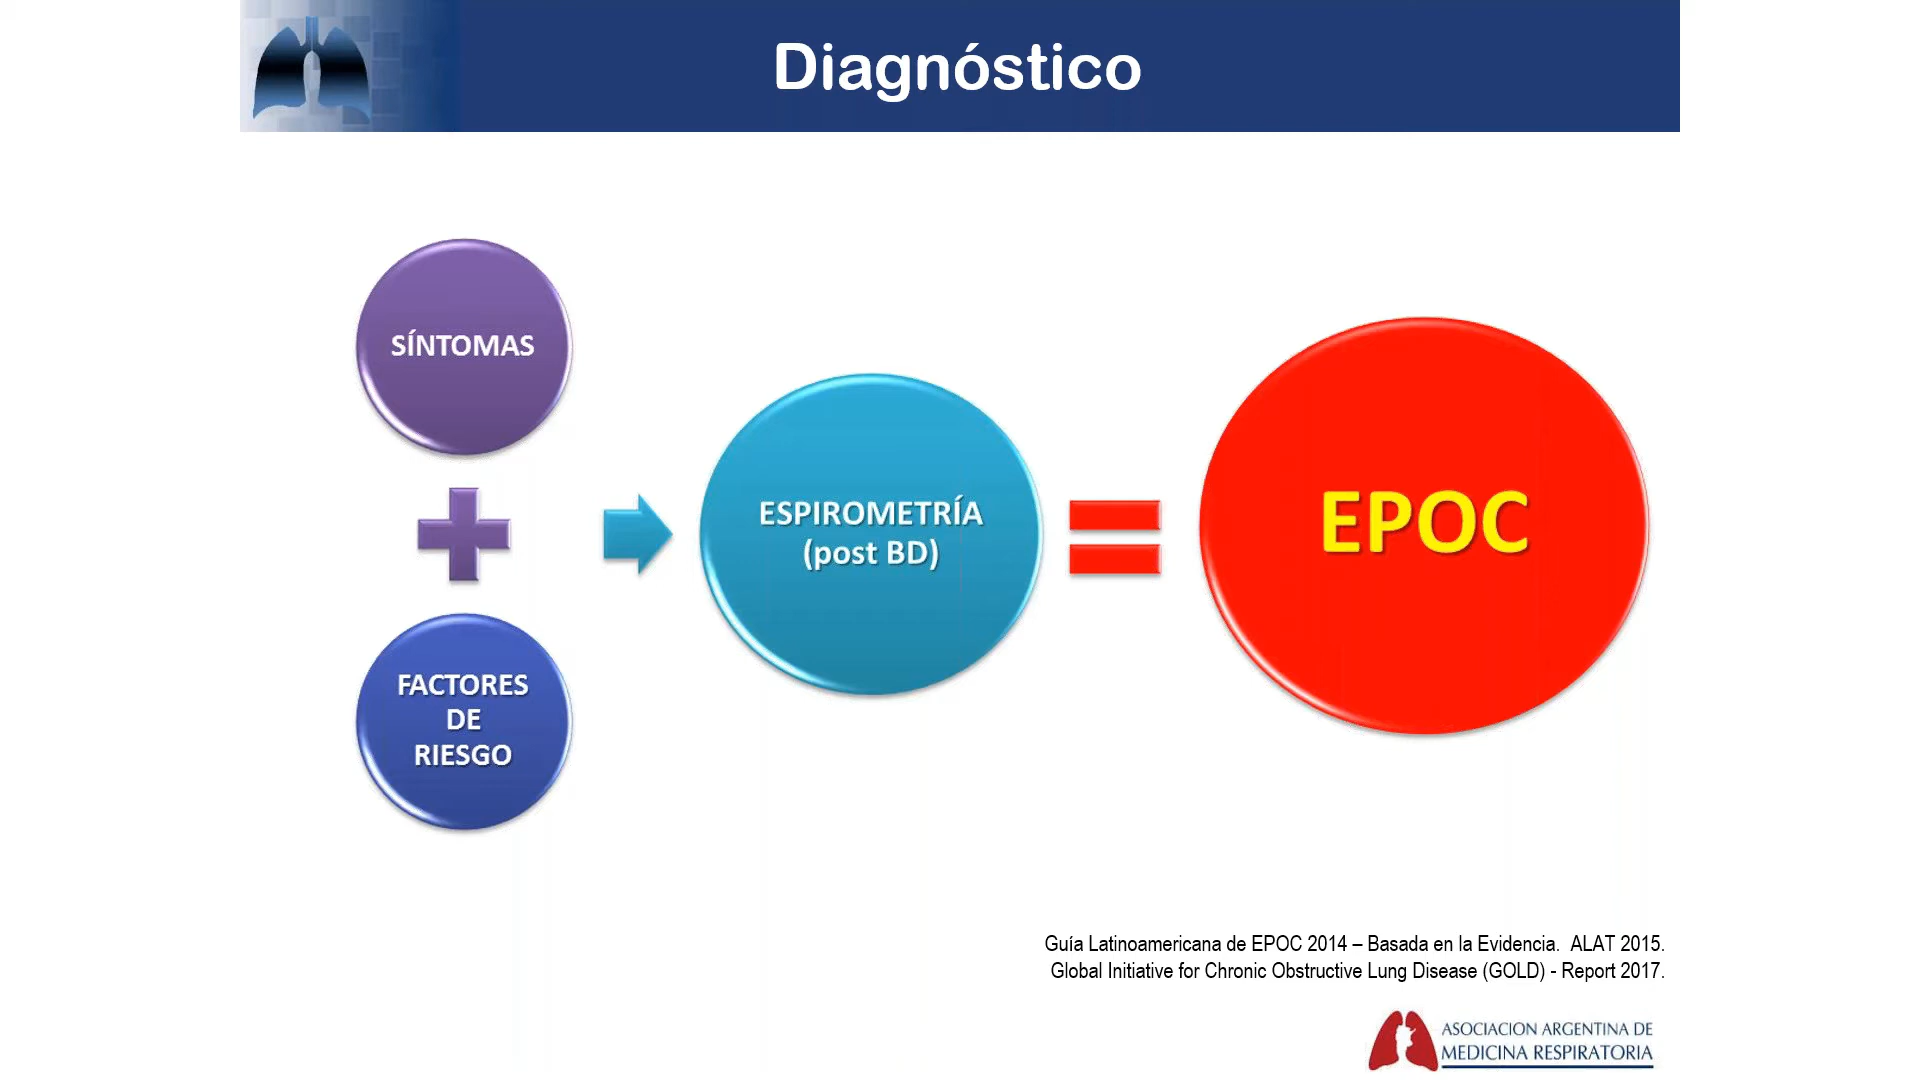 Diagnóstico
SÍNTOMAS
FACTORES
DE
RIESGO
ESPIROMETRÍA
(post BD)
EPOC
Guía Latinoamericana de EPOC 2014 – Basada en la Evidencia.  ALAT 2015.
Global Initiative for Chronic Obstructive Lung Disease (GOLD) - Report 2017.
ASOCIACION ARGENTINA DE
MEDICINA RESPIRATORIA